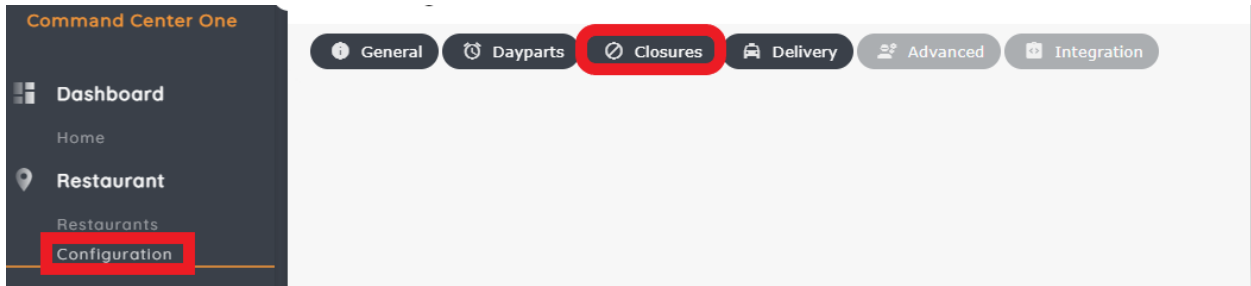 Command Center One
General Dayparts Closures Delivery Advanced Integration
Dashboard
Home
Restaurant
Restaurants
Configuration